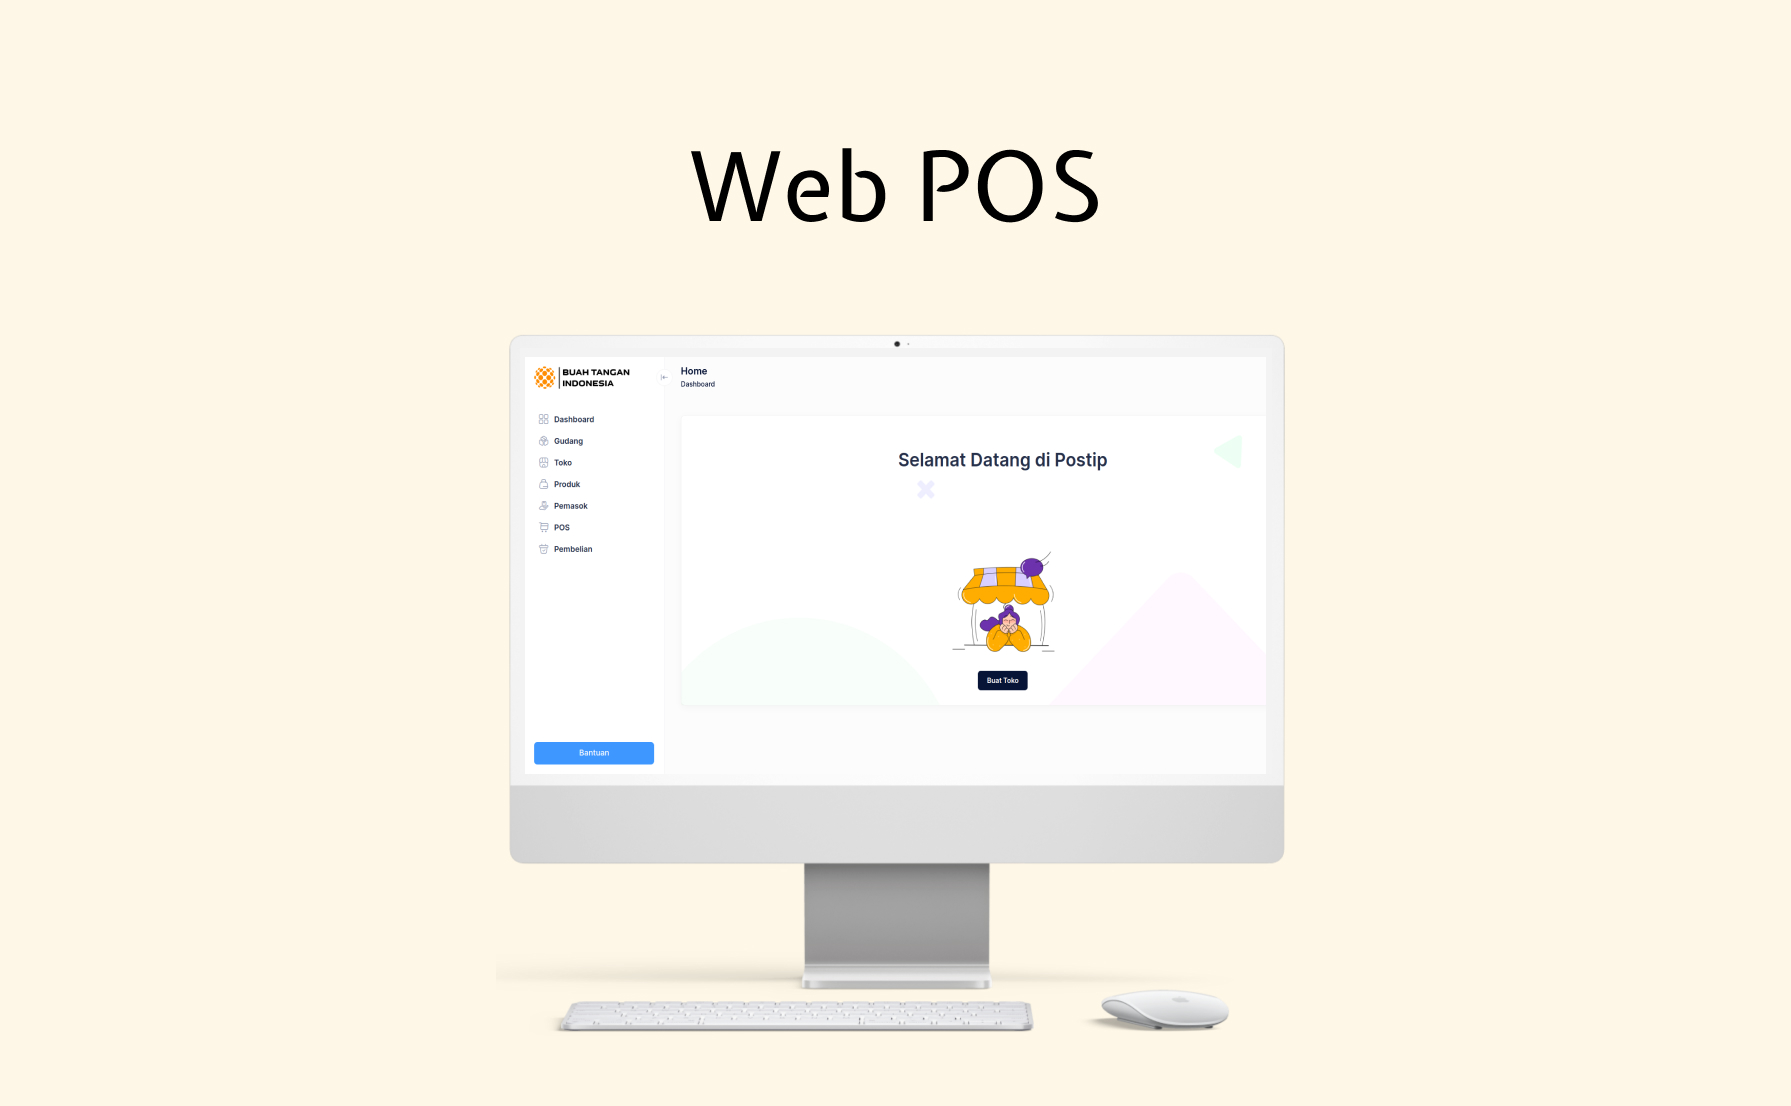 Web POS
BUAH TANGAN
INDONESIA
Home
Dashboard
Dashboard
Gudang
Toko
Produk
Pemasok
POS
Pembelian
Selamat Datang di Postip
Buat Toko
Bantuan